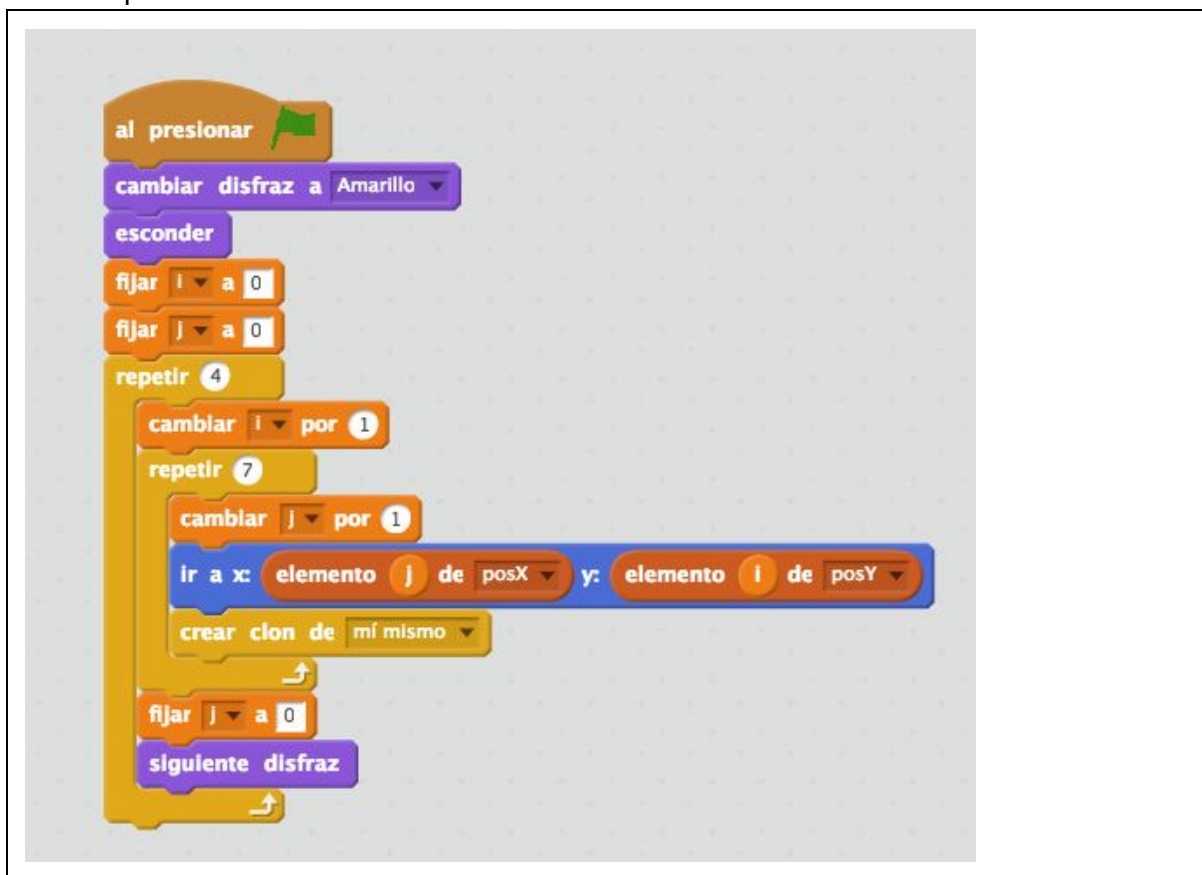 al presionar
cambiar disfraz a Amarillo
esconder
fijar i a 0
fijar j a 0
repetir 4
cambiar i por 1
repetir 7
cambiar j por 1
ir a x: elemento j de posX y: elemento i de posY
crear clon de mí mismo
fijar j a 0
siguiente disfraz